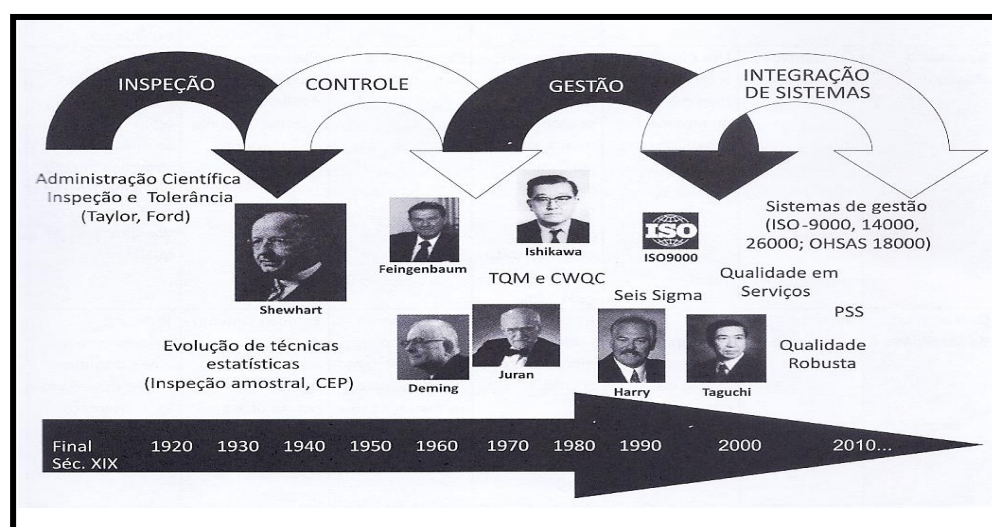 INSPEÇÃO
CONTROLE
GESTÃO
INTEGRAÇÃO
DE SISTEMAS
Administração Científica
Inspeção e Tolerância
(Taylor, Ford)
Shewhart
Feingenbaum
Ishikawa
ISO
ISO9000
Sistemas de gestão
(ISO-9000, 14000,
26000; OHSAS 18000)
TQM e CWQC
Seis Sigma
Qualidade em
Serviços
PSS
Evolução de técnicas
estatísticas
(Inspeção amostral, CEP)
Deming
Juran
Harry
Taguchi
Qualidade
Robusta
Final
Séc. XIX
1920 1930 1940 1950 1960 1970 1980 1990 2000 2010...